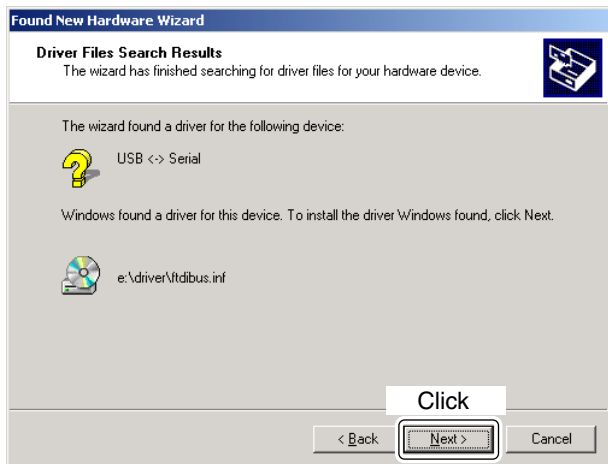 Found New Hardware Wizard
Driver Files Search Results
The wizard has finished searching for driver files for your hardware device.
The wizard found a driver for the following device:
USB <-> Serial
Windows found a driver for this device. To install the driver Windows found, click Next.
e:\driver\ftdibus.inf
Click
< Back Next > Cancel